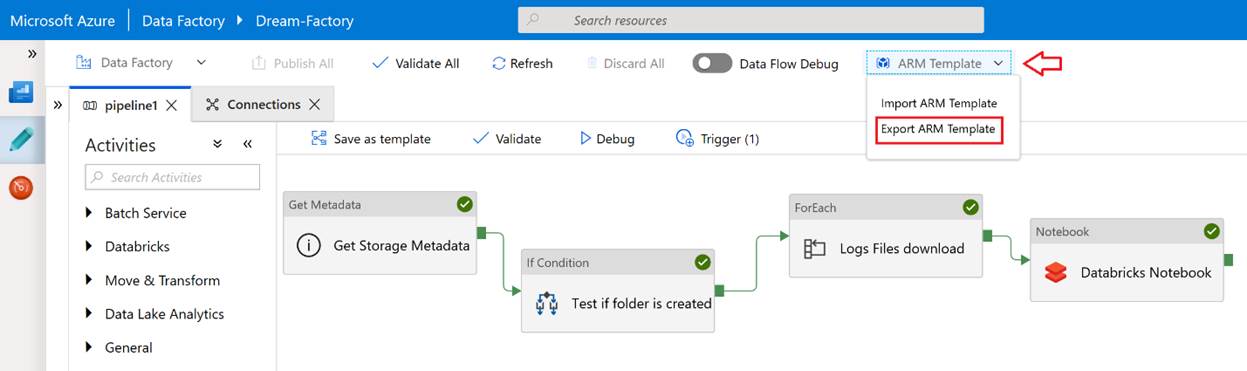 Microsoft Azure Data Factory Dream-Factory Search resources
Data Factory Publish All Validate All Refresh Discard All Data Flow Debug ARM Template
Import ARM Template
Export ARM Template
pipeline1 Connections
Activities
Search Activities
Batch Service
Databricks
Move & Transform
Data Lake Analytics
General
Save as template Validate Debug Trigger (1)
Get Metadata
Get Storage Metadata
If Condition
Test if folder is created
ForEach
Logs Files download
Notebook
Databricks Notebook